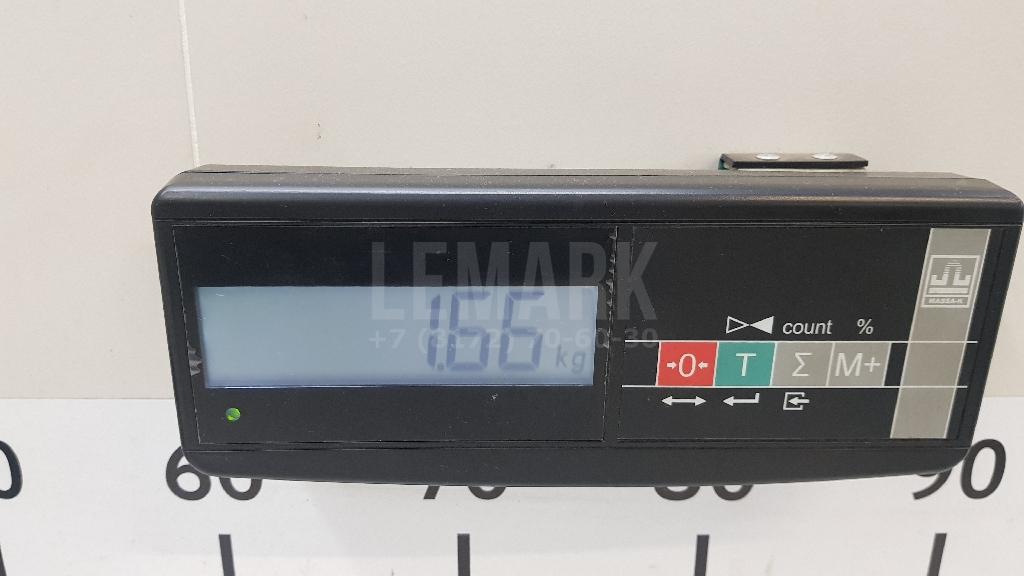 LEMARK
1.66 kg
MASSA-K
count %
→0← T Σ M+
60 70 80 90